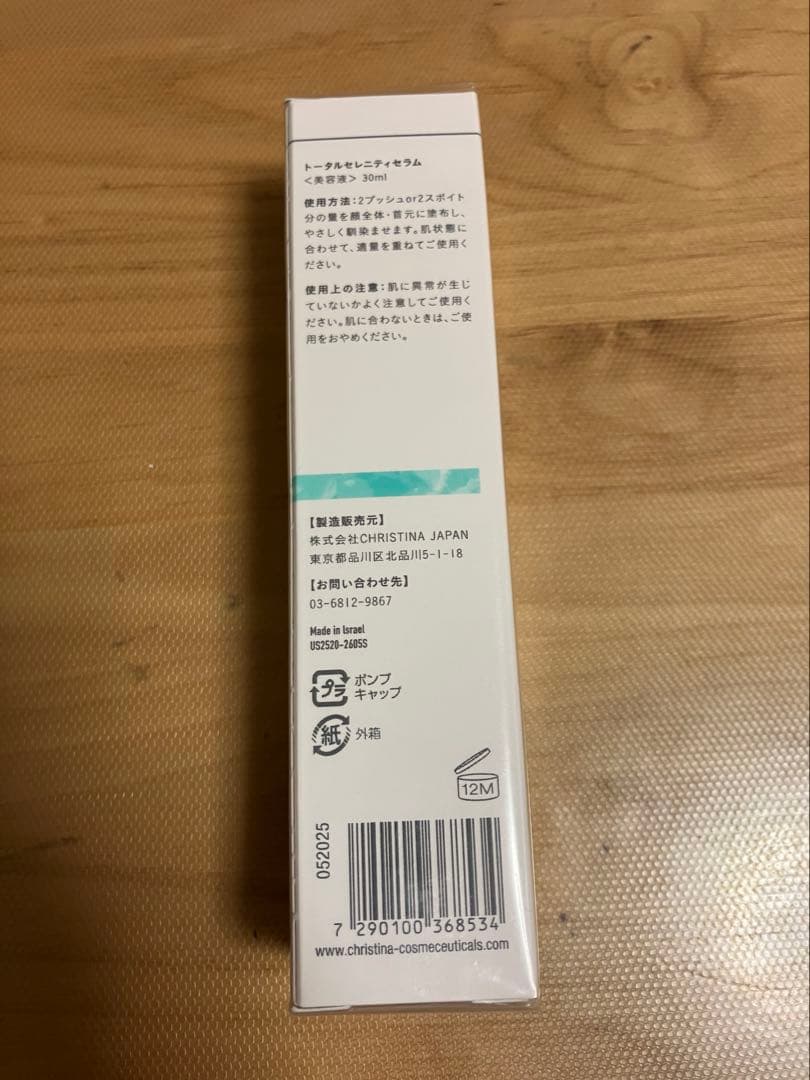 トータルセレニティセラム
＜美容液＞ 30ml
使用方法：2プッシュor2スポイト
分の量を顔全体・首元に塗布し、
やさしく馴染ませます。肌状態に
合わせて、適量を重ねてご使用く
ださい。
使用上の注意：肌に異常が生じ
ていないかよく注意してご使用く
ださい。肌に合わないときは、ご使
用をおやめください。
【製造販売元】
株式会社CHRISTINA JAPAN
東京都品川区北品川5-1-18
【お問い合わせ先】
03-6812-9867
Made in Israel
US2520-2605S
プラ ポンプ
キャップ
紙 外箱
12M
052025
7 290100 368534
www.christina-cosmeceuticals.com